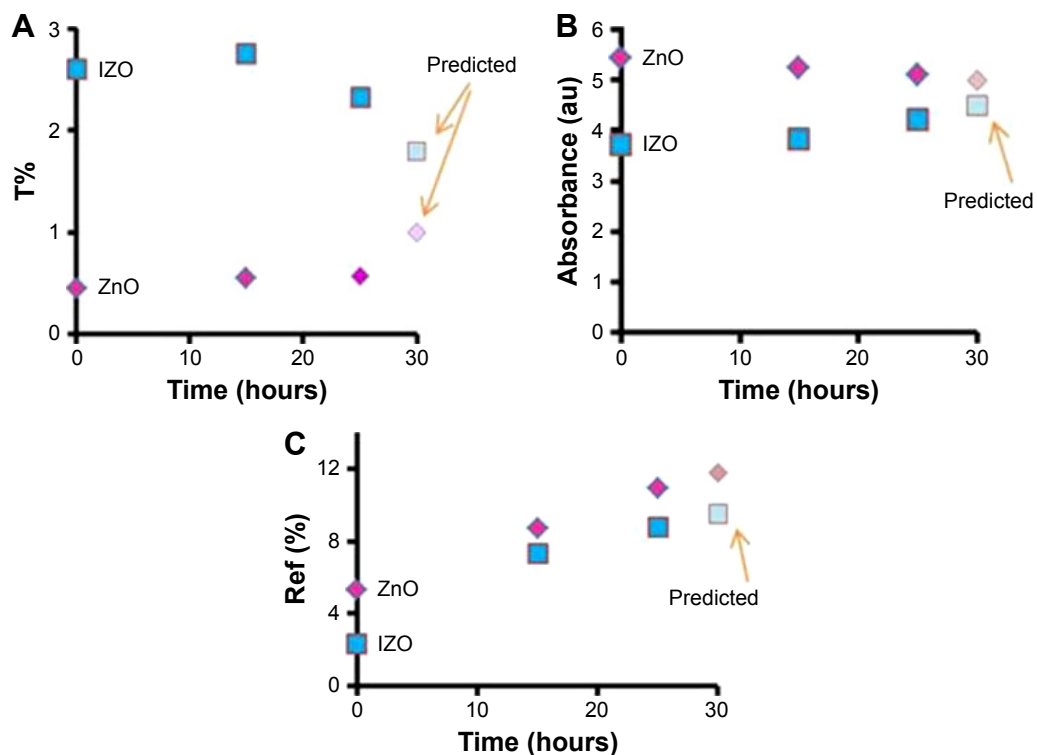 A
3
2
1
0
T%
IZO
ZnO
Predicted
0 10 20 30
Time (hours)
B
6
5
4
3
2
1
0
Absorbance (au)
ZnO
IZO
Predicted
0 10 20 30
Time (hours)
C
12
8
4
0
Ref (%)
ZnO
IZO
Predicted
0 10 20 30
Time (hours)